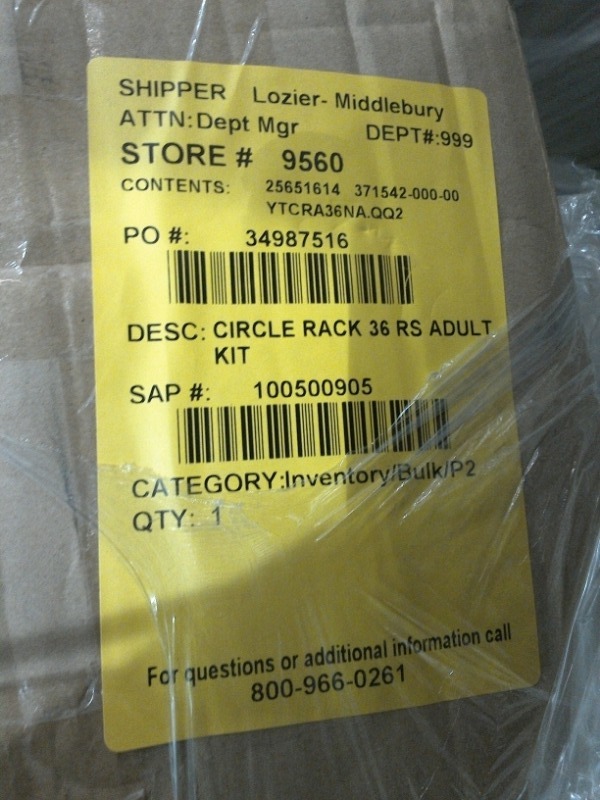 SHIPPER Lozier- Middlebury
ATTN:Dept Mgr DEPT#:999
STORE # 9560
CONTENTS: 25651614 371542-000-00
YTCRA36NA.QQ2
PO #: 34987516
DESC: CIRCLE RACK 36 RS ADULT
KIT
SAP #: 100500905
CATEGORY:Inventory/Bulk/P2
QTY: 1
For questions or additional information call
800-966-0261